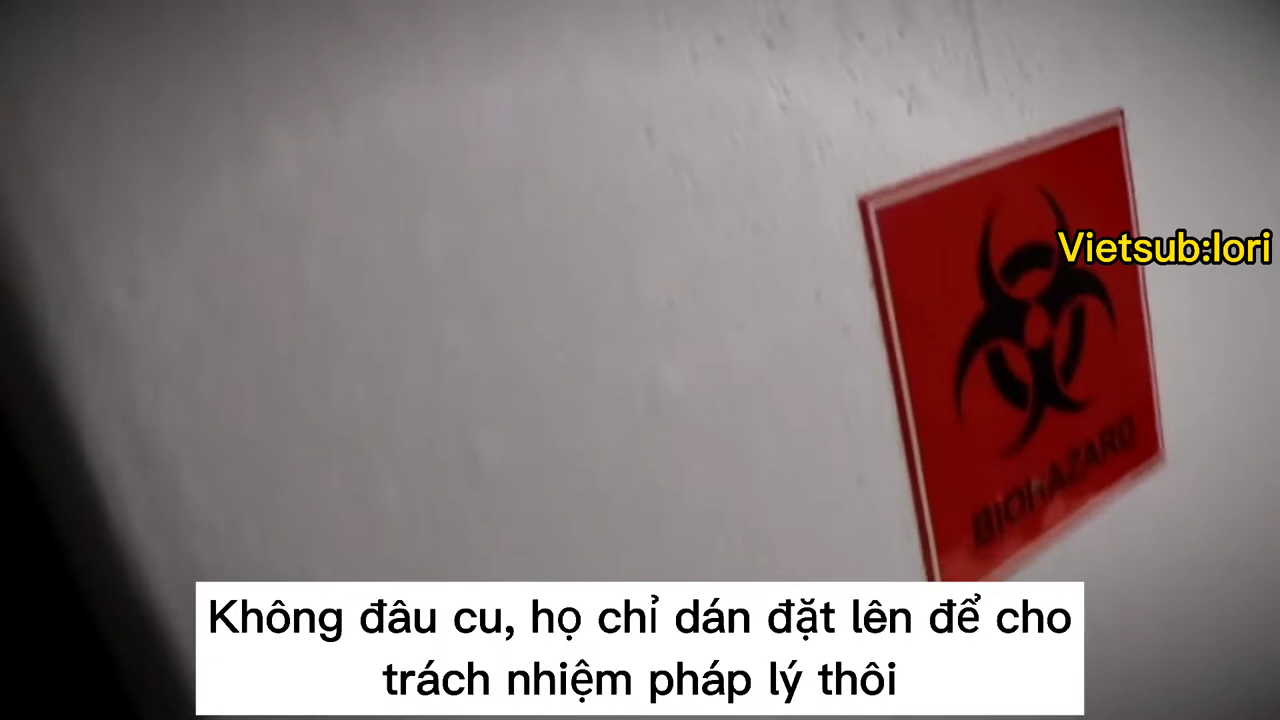 Vietsub:lori
BIOHAZARD
Không đâu cu, họ chỉ dán đặt lên để cho
trách nhiệm pháp lý thôi